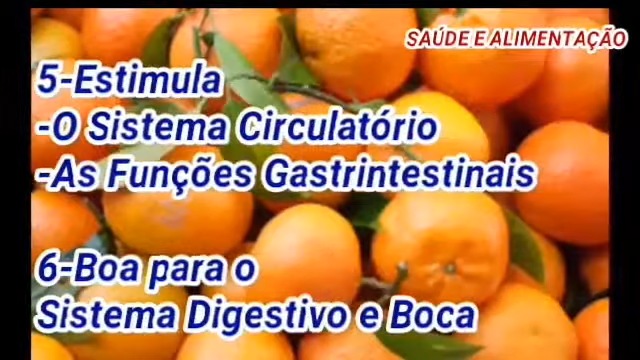 SAÚDE E ALIMENTAÇÃO
5-Estimula
-O Sistema Circulatório
-As Funções Gastrintestinais
6-Boa para o
Sistema Digestivo e Boca